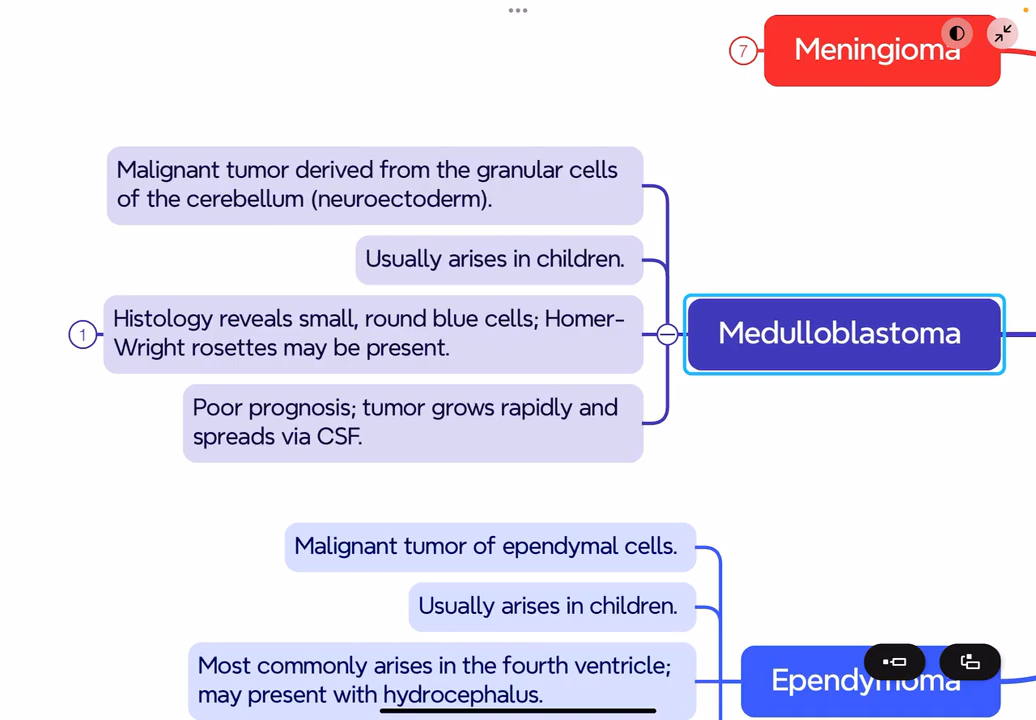 7
Meningioma
Malignant tumor derived from the granular cells
of the cerebellum (neuroectoderm).
Usually arises in children.
1
Histology reveals small, round blue cells; Homer-
Wright rosettes may be present.
Medulloblastoma
Poor prognosis; tumor grows rapidly and
spreads via CSF.
Malignant tumor of ependymal cells.
Usually arises in children.
Most commonly arises in the fourth ventricle;
may present with hydrocephalus.
Ependymoma